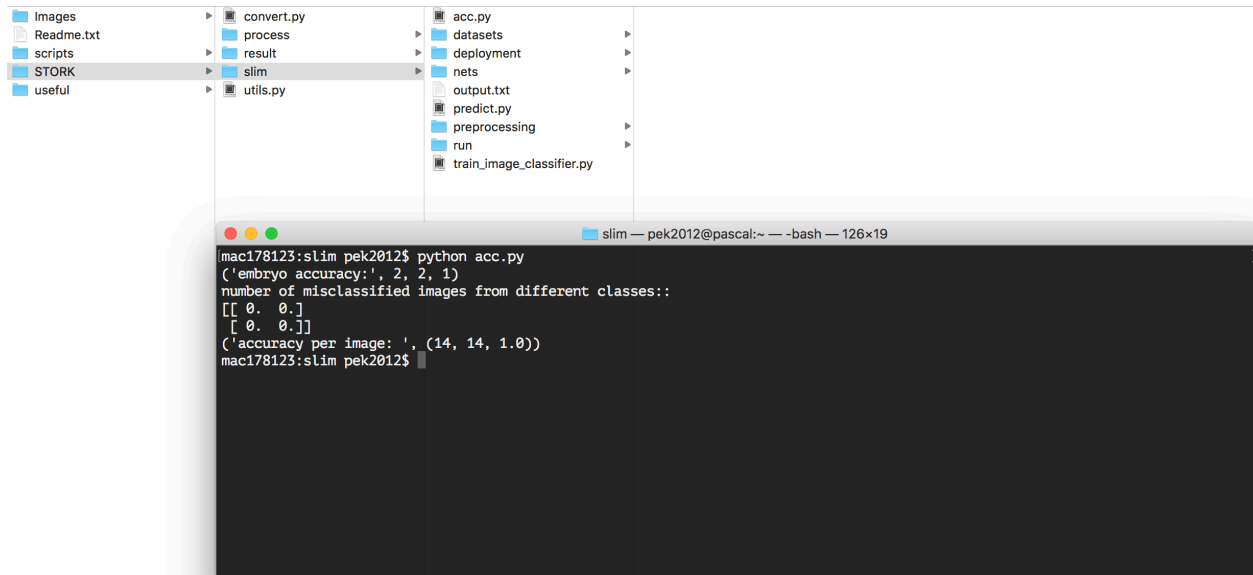 Images
Readme.txt
scripts
STORK
useful
convert.py
process
result
slim
utils.py
acc.py
datasets
deployment
nets
output.txt
predict.py
preprocessing
run
train_image_classifier.py
slim — pek2012@pascal:~ — -bash — 126×19
[mac178123:slim pek2012$ python acc.py
('embryo accuracy:', 2, 2, 1)
number of misclassified images from different classes::
[[ 0.  0.]
 [ 0.  0.]]
('accuracy per image: ', (14, 14, 1.0))
mac178123:slim pek2012$